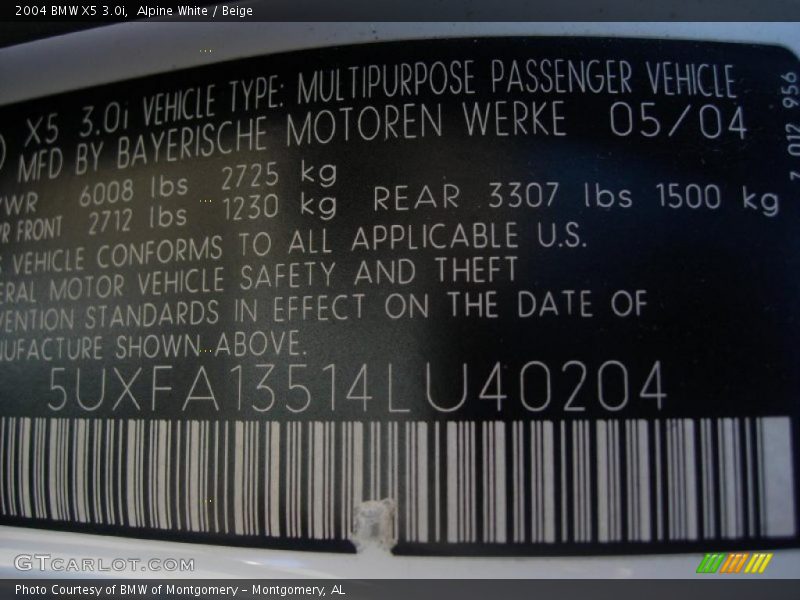 2004 BMW X5 3.0i, Alpine White / Beige
X5 3.0i VEHICLE TYPE: MULTIPURPOSE PASSENGER VEHICLE
MFD BY BAYERISCHE MOTOREN WERKE 05/04
VWR 6008 lbs 2725 kg
WR FRONT 2712 lbs 1230 kg REAR 3307 lbs 1500 kg
S VEHICLE CONFORMS TO ALL APPLICABLE U.S.
ERAL MOTOR VEHICLE SAFETY AND THEFT
VENTION STANDARDS IN EFFECT ON THE DATE OF
NUFACTURE SHOWN ABOVE.
5UXFA13514LU40204
7 012 956
GTCARLOT.COM
Photo Courtesy of BMW of Montgomery - Montgomery, AL